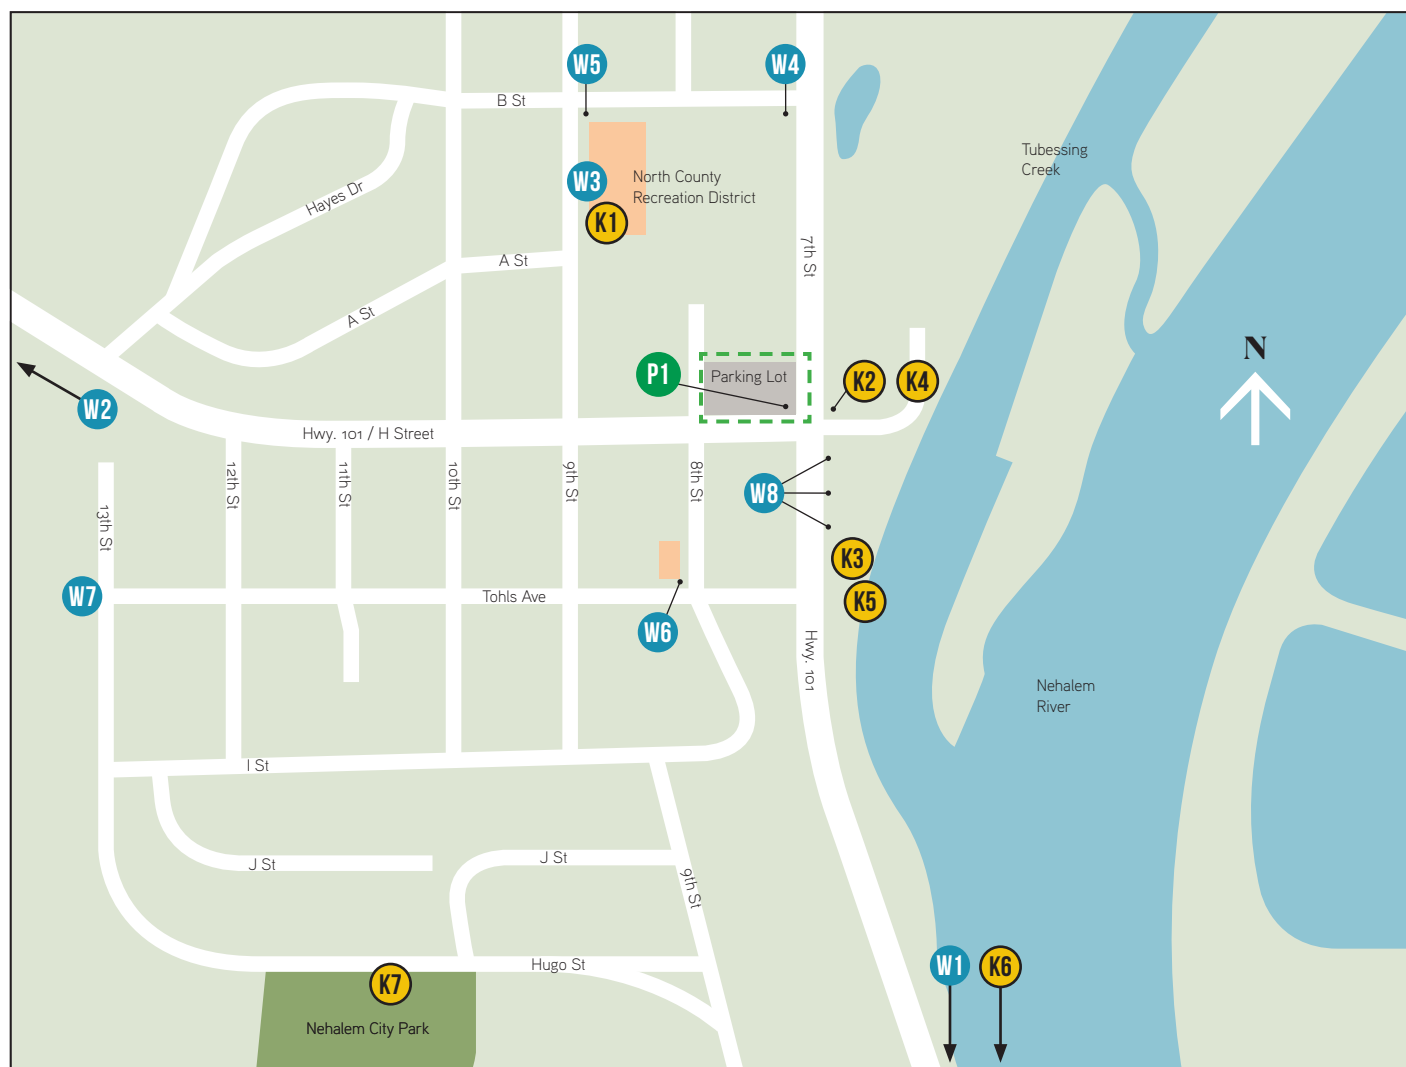 W5
W4
B St
Tubessing
Creek
W3
North County
Recreation District
Hayes Dr
K1
7th St
A St
A St
N
P1
Parking Lot
K2
K4
W2
Hwy. 101 / H Street
12th St
11th St
10th St
9th St
8th St
W8
13th St
K3
W7
Tohls Ave
K5
W6
Hwy. 101
Nehalem
River
I St
J St
J St
9th St
Hugo St
W1
K6
K7
Nehalem City Park